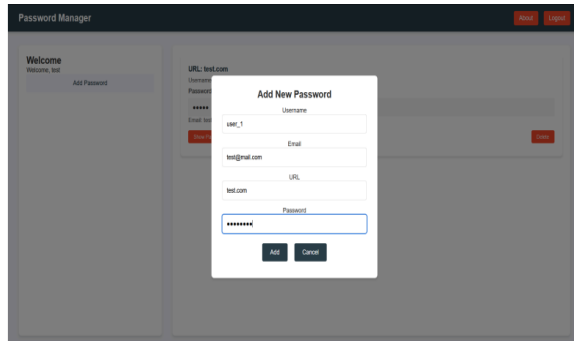 Password Manager
About
Logout
Welcome
Welcome, test
Add Password
URL: test.com
Username
Password
•••••
Email: test
Show Pa
Delete
Add New Password
Username
user_1
Email
test@mail.com
URL
test.com
Password
••••••••
Add
Cancel